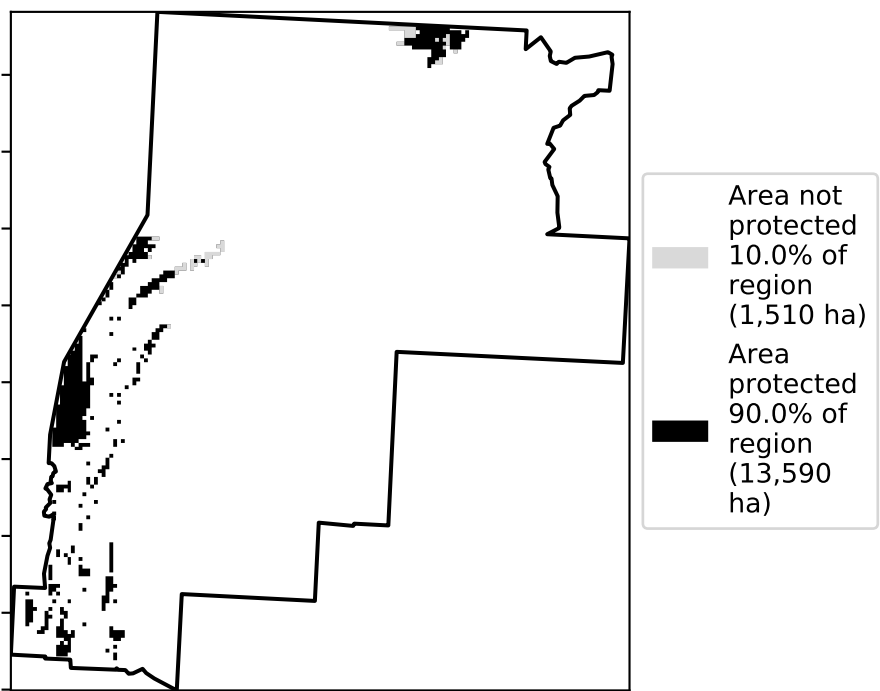 Area not
protected
10.0% of
region
(1,510 ha)
Area
protected
90.0% of
region
(13,590
ha)